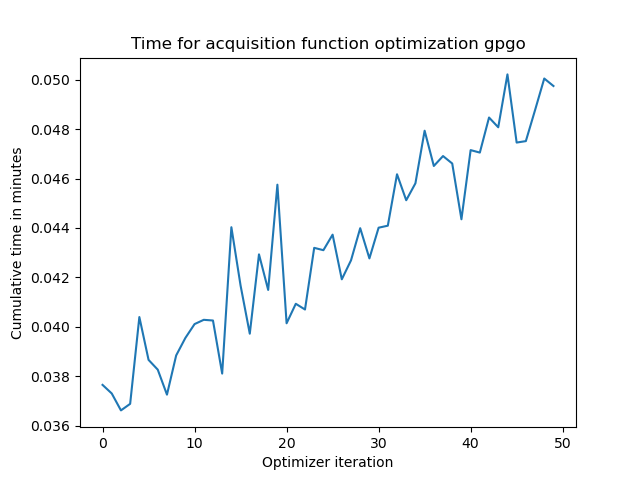 Time for acquisition function optimization gpgo
0.050
0.048
0.046
0.044
0.042
0.040
0.038
0.036
Cumulative time in minutes
0 10 20 30 40 50
Optimizer iteration